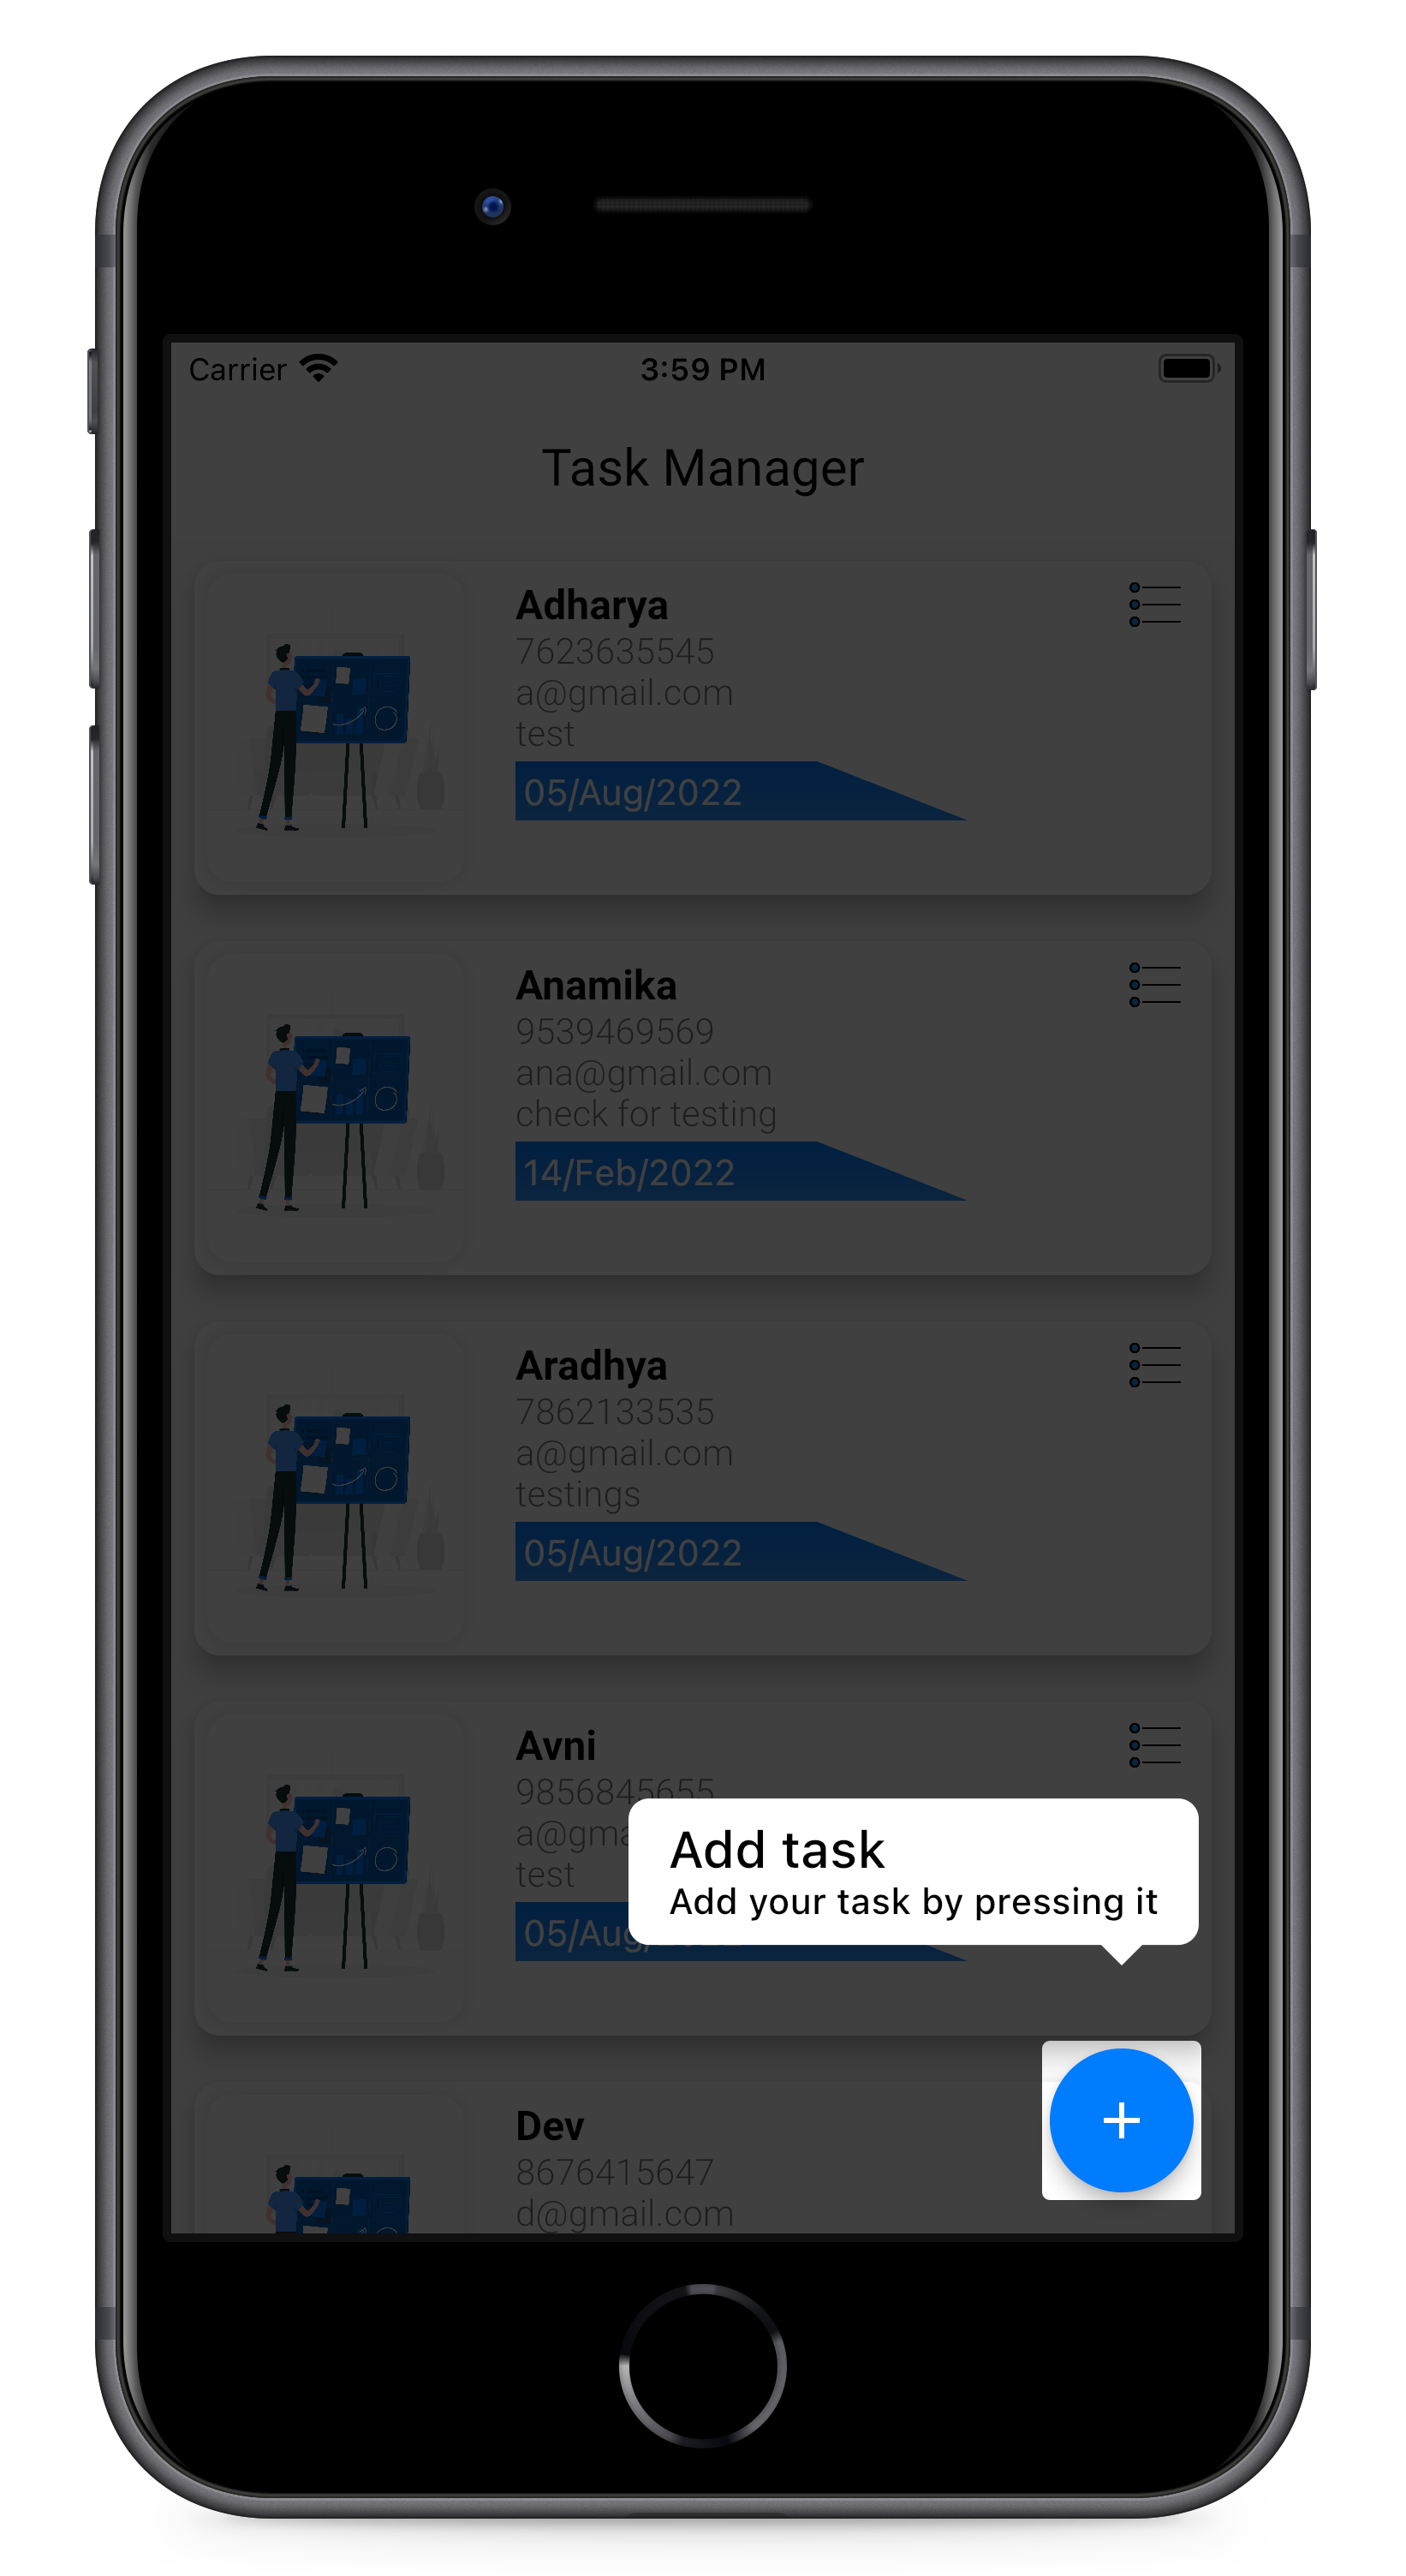 Carrier 3:59 PM
Task Manager
Adharya
7623635545
a@gmail.com
test
05/Aug/2022
Anamika
9539469569
ana@gmail.com
check for testing
14/Feb/2022
Aradhya
7862133535
a@gmail.com
testings
05/Aug/2022
Avni
9856845655
a@gma
test
05/Aug
Add task
Add your task by pressing it
Dev
8676415647
d@gmail.com